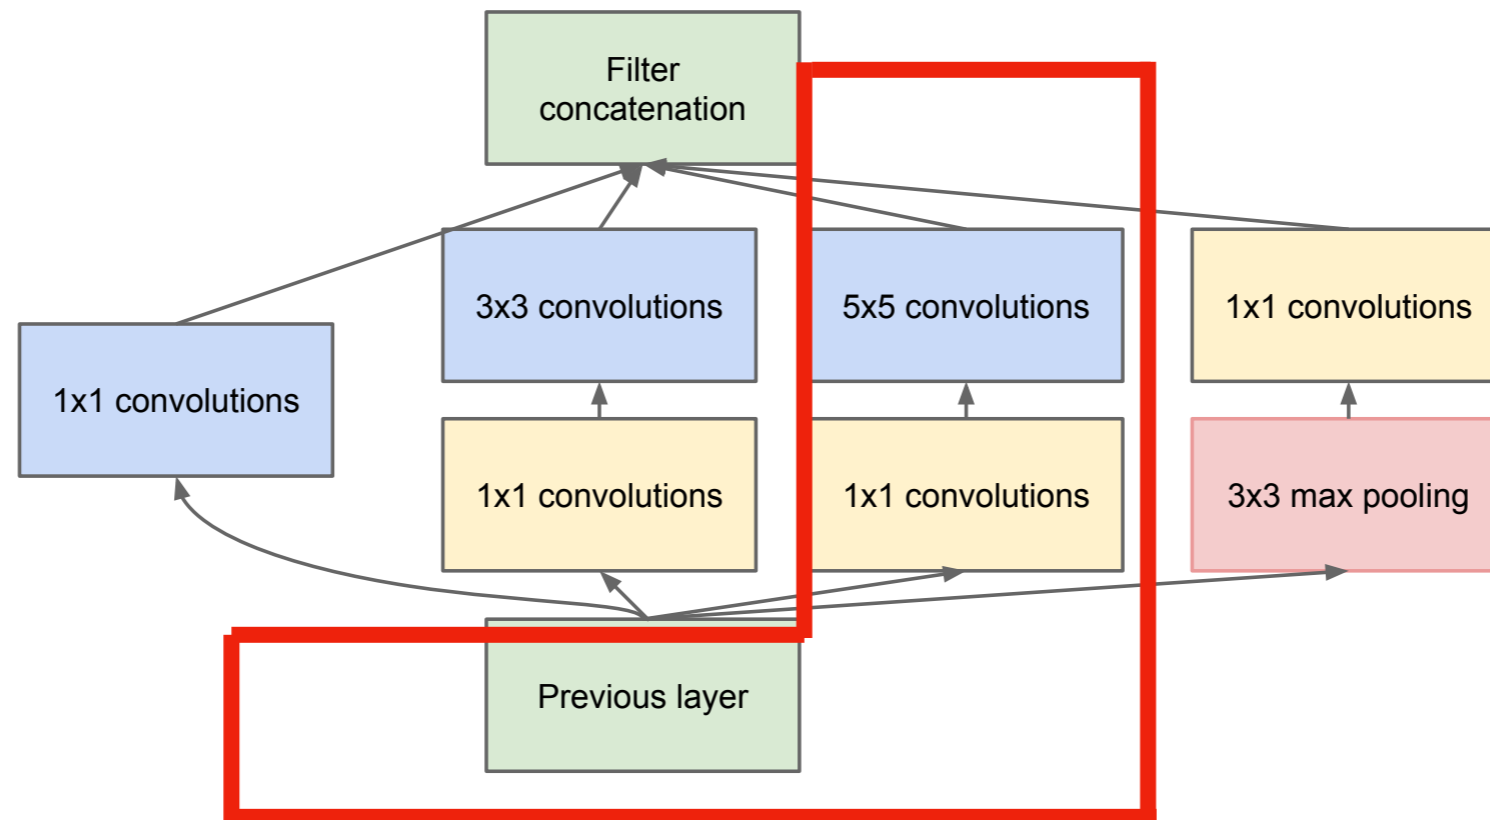 Filter
concatenation
3x3 convolutions
5x5 convolutions
1x1 convolutions
1x1 convolutions
1x1 convolutions
1x1 convolutions
3x3 max pooling
Previous layer